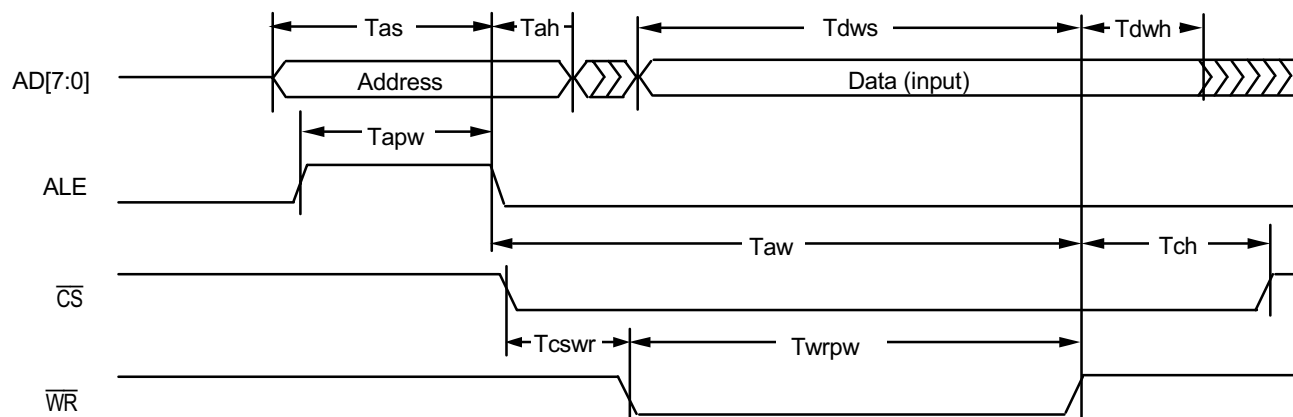 Tas Tah Tdws Tdwh
AD[7:0] Address Data (input)
Tapw
ALE
Taw Tch
CS
Tcswr Twrpw
WR